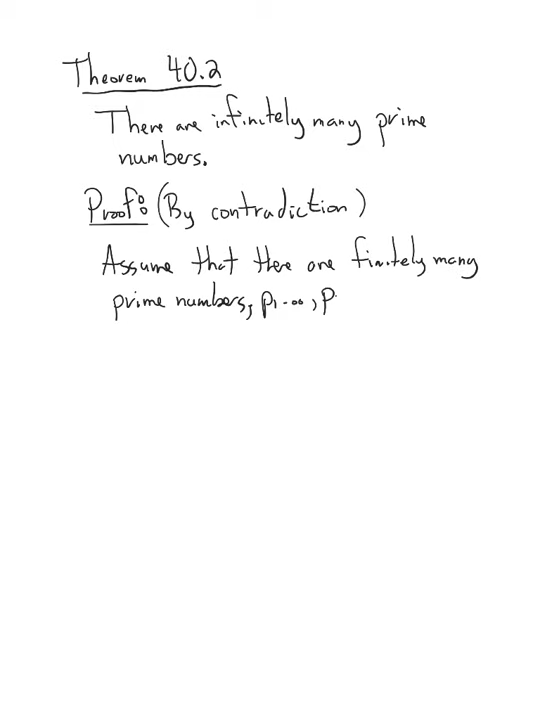 Theorem 40.2
There are infinitely many prime
numbers.
Proof: (By contradiction)
Assume that there are finitely many
prime numbers, p1 ..., p